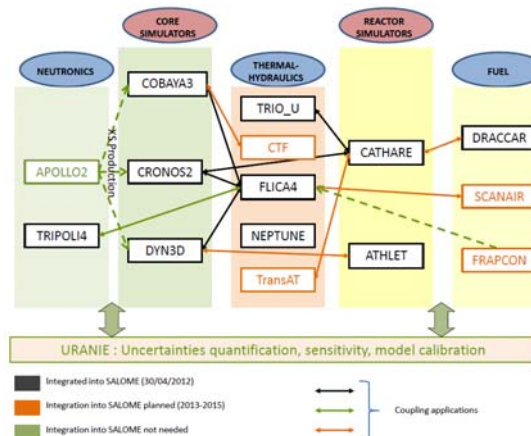 CORE
SIMULATORS
REACTOR
SIMULATORS
NEUTRONICS
THERMAL-
HYDRAULICS
FUEL
COBAYA3
TRIO_U
CTF
CATHARE
DRACCAR
APOLLO2
XS Production
CRONOS2
FLICA4
SCANAIR
TRIPOLI4
DYN3D
NEPTUNE
ATHLET
FRAPCON
TransAT
URANIE : Uncertainties quantification, sensitivity, model calibration
Integrated into SALOME (30/04/2012)
Integration into SALOME planned (2013-2015)
Coupling applications
Integration into SALOME not needed